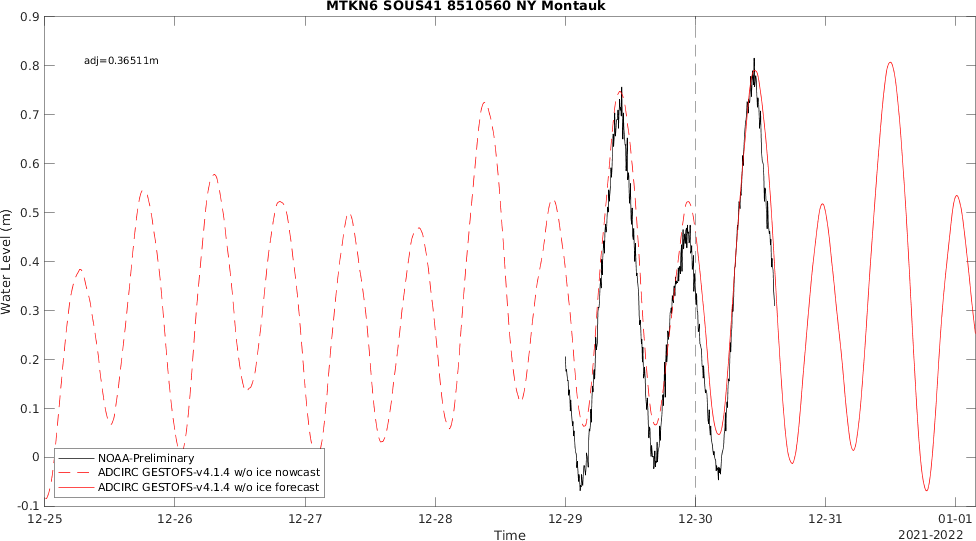 MTKN6 SOUS41 8510560 NY Montauk
0.9
0.8
0.7
0.6
0.5
0.4
0.3
0.2
0.1
0
-0.1
Water Level (m)
adj=0.36511m
NOAA-Preliminary
ADCIRC GESTOFS-v4.1.4 w/o ice nowcast
ADCIRC GESTOFS-v4.1.4 w/o ice forecast
12-25 12-26 12-27 12-28 12-29 12-30 12-31 01-01
Time
2021-2022